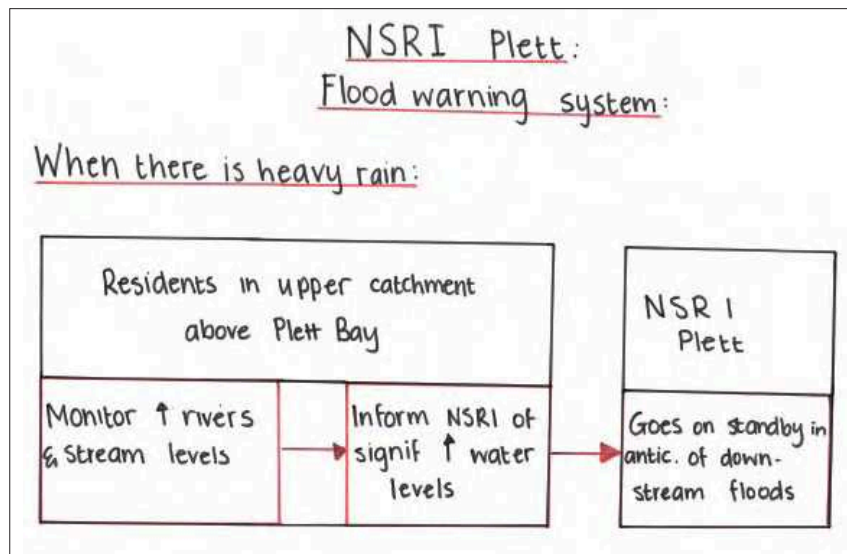 NSRI Plett:
Flood warning system:
When there is heavy rain:
Residents in upper catchment
above Plett Bay
NSRI
Plett
Monitor ↑ rivers
& stream levels
Inform NSRI of
signif ↑ water
levels
Goes on standby in
antic. of down-
stream floods